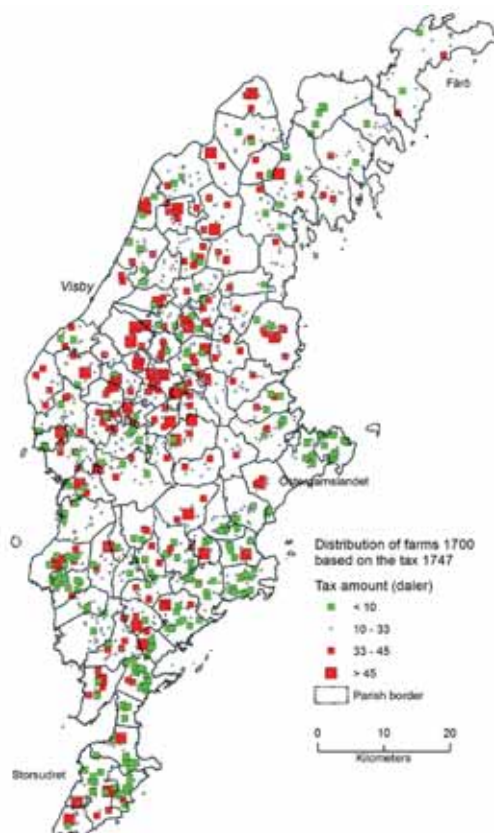 Fårö
Visby
Östergarnslandet
Distribution of farms 1700
based on the tax 1747
Tax amount (daler)
< 10
10 - 33
33 - 45
> 45
Parish border
0 10 20
Kilometers
Storsudret